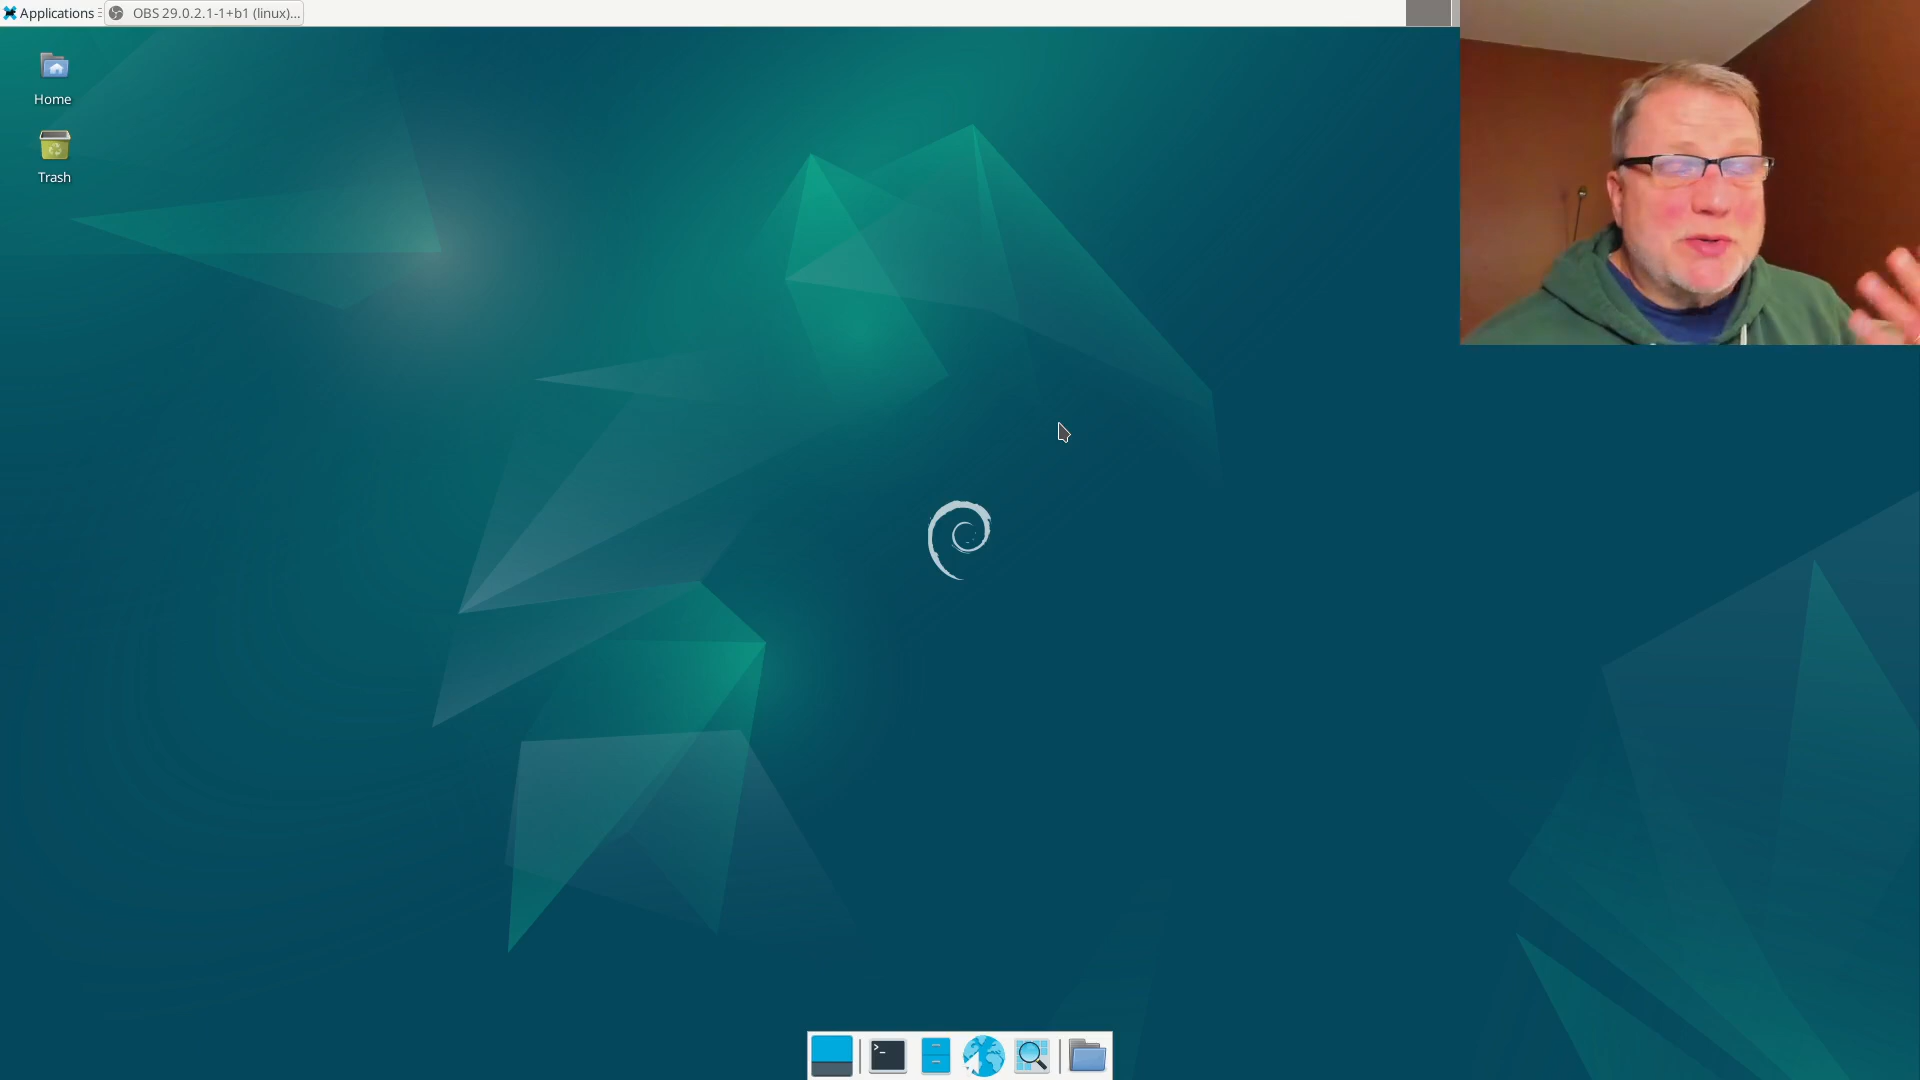 Applications
OBS 29.0.2.1-1+b1 (linux)...
Home
Trash
>_